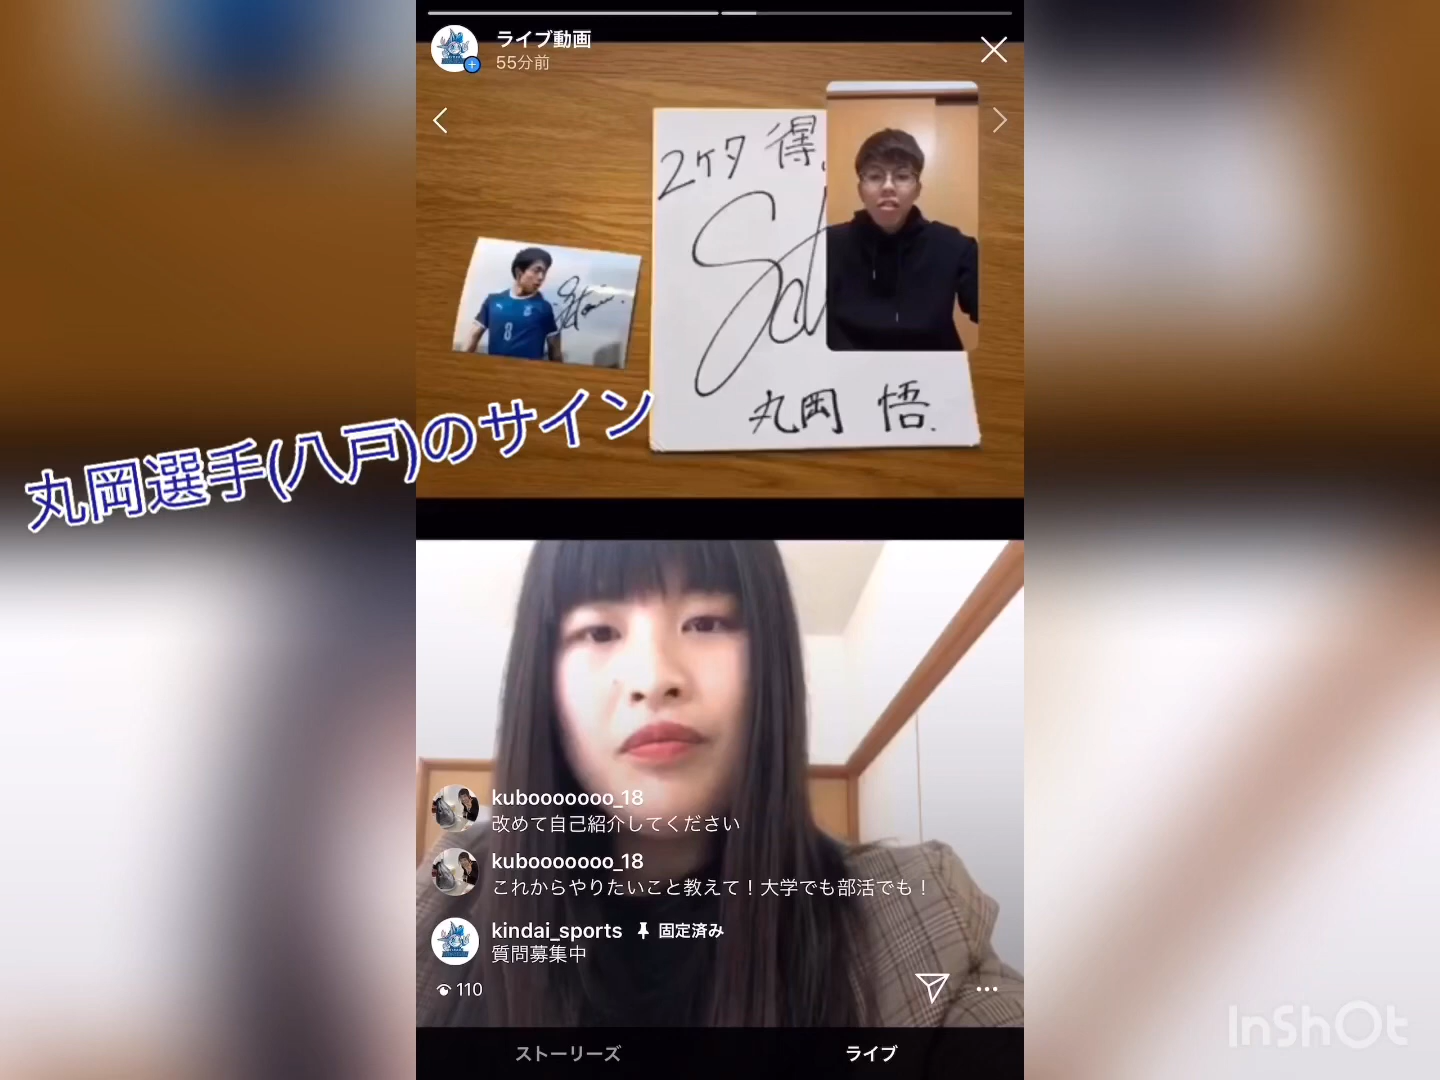 ライブ動画
55分前
2ケタ 得
丸岡 悟.
8
丸岡選手(八戸)のサイン
kubooooooo_18
改めて自己紹介してください
kubooooooo_18
これからやりたいこと教えて！大学でも部活でも！
kindai_sports 固定済み
質問募集中
110
ストーリーズ
ライブ
InShOt